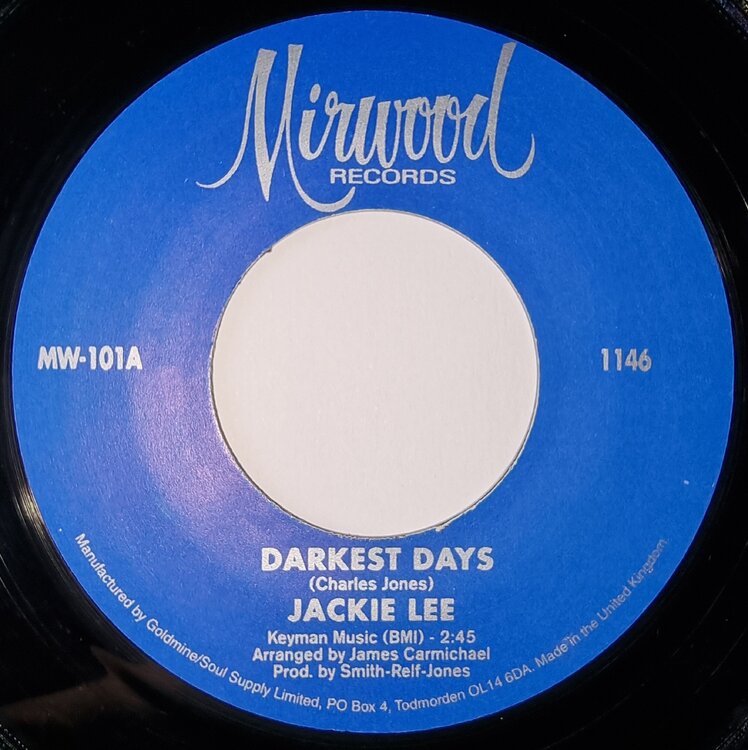 Mirwood
RECORDS
MW-101A
1146
DARKEST DAYS
(Charles Jones)
JACKIE LEE
Keyman Music (BMI) - 2:45
Arranged by James Carmichael
Prod. by Smith-Relf-Jones
Manufactured by Goldmine/Soul Supply Limited, PO Box 4, Todmorden OL14 6DA. Made in the United Kingdom.